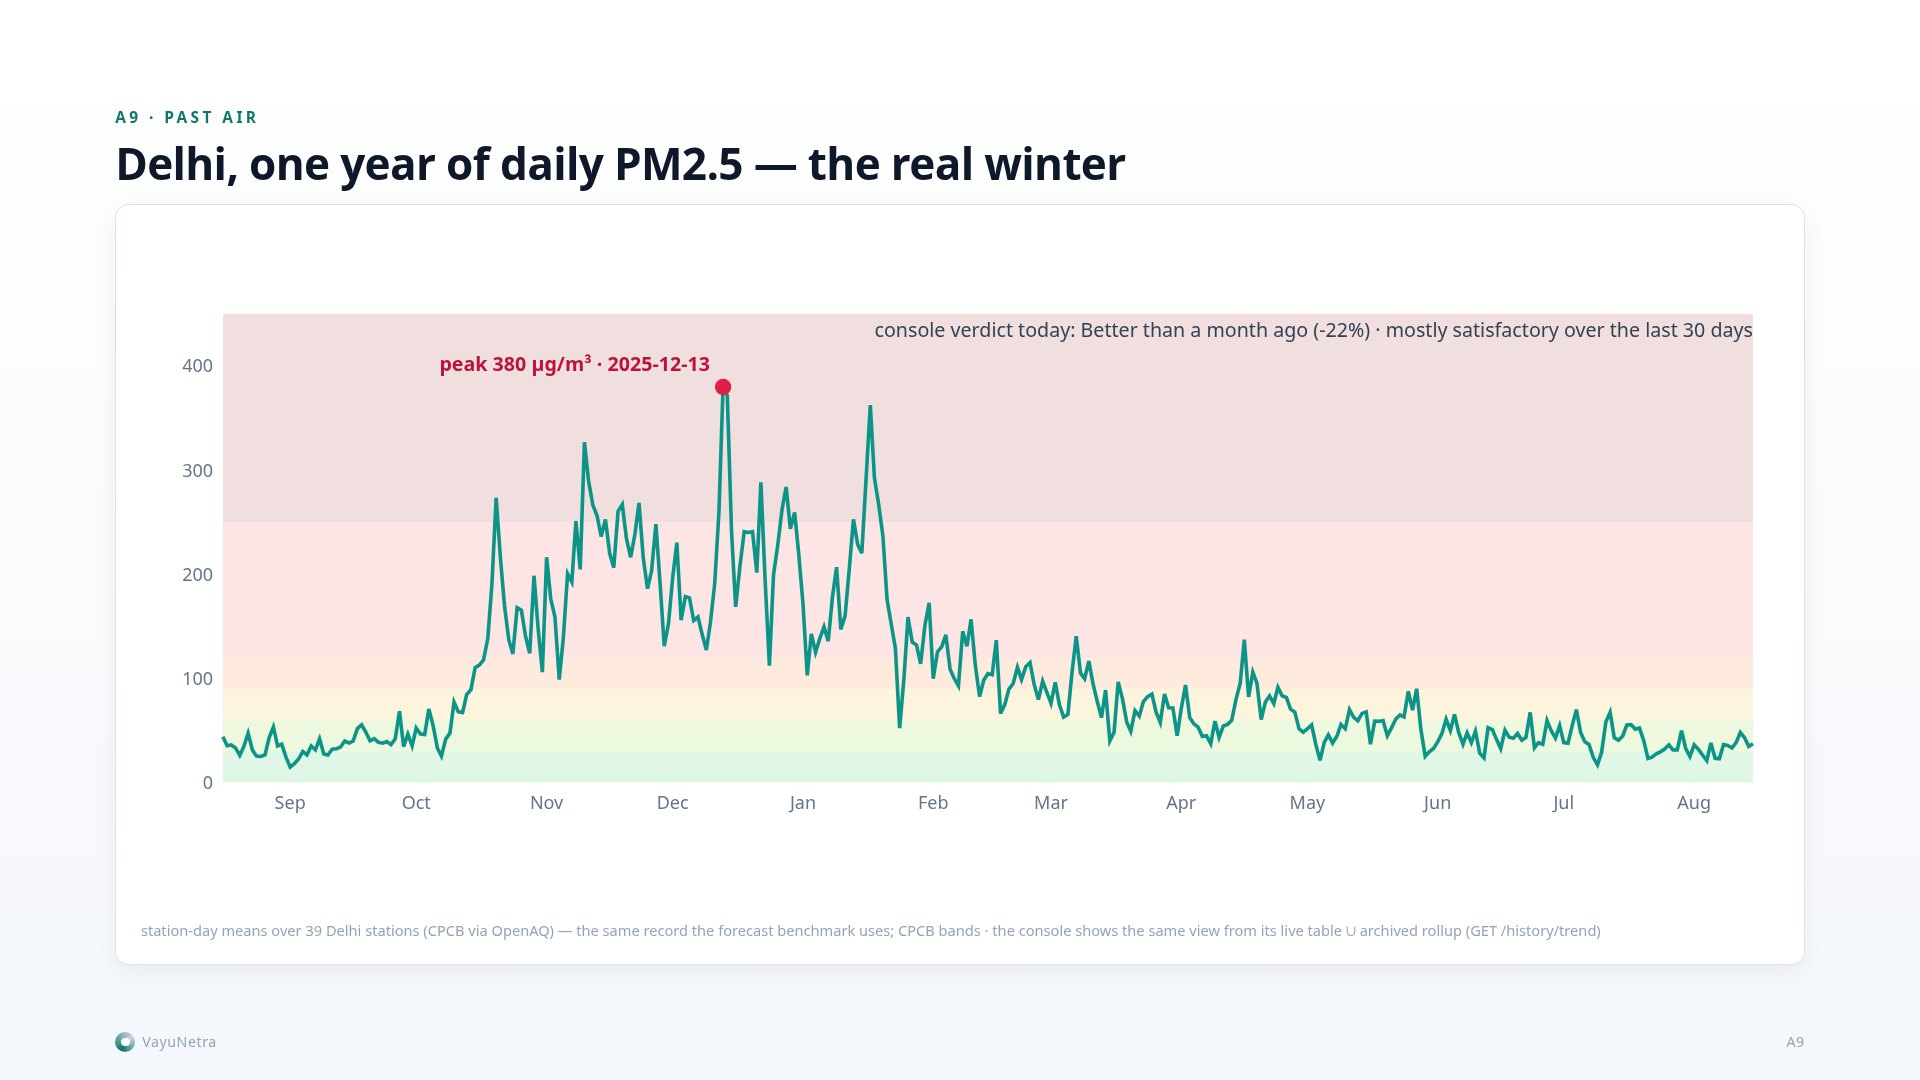 A9 · PAST AIR
Delhi, one year of daily PM2.5 — the real winter
console verdict today: Better than a month ago (-22%) · mostly satisfactory over the last 30 days
peak 380 µg/m³ · 2025-12-13
400
300
200
100
0
Sep Oct Nov Dec Jan Feb Mar Apr May Jun Jul Aug
station-day means over 39 Delhi stations (CPCB via OpenAQ) — the same record the forecast benchmark uses; CPCB bands · the console shows the same view from its live table ∪ archived rollup (GET /history/trend)
VayuNetra
A9